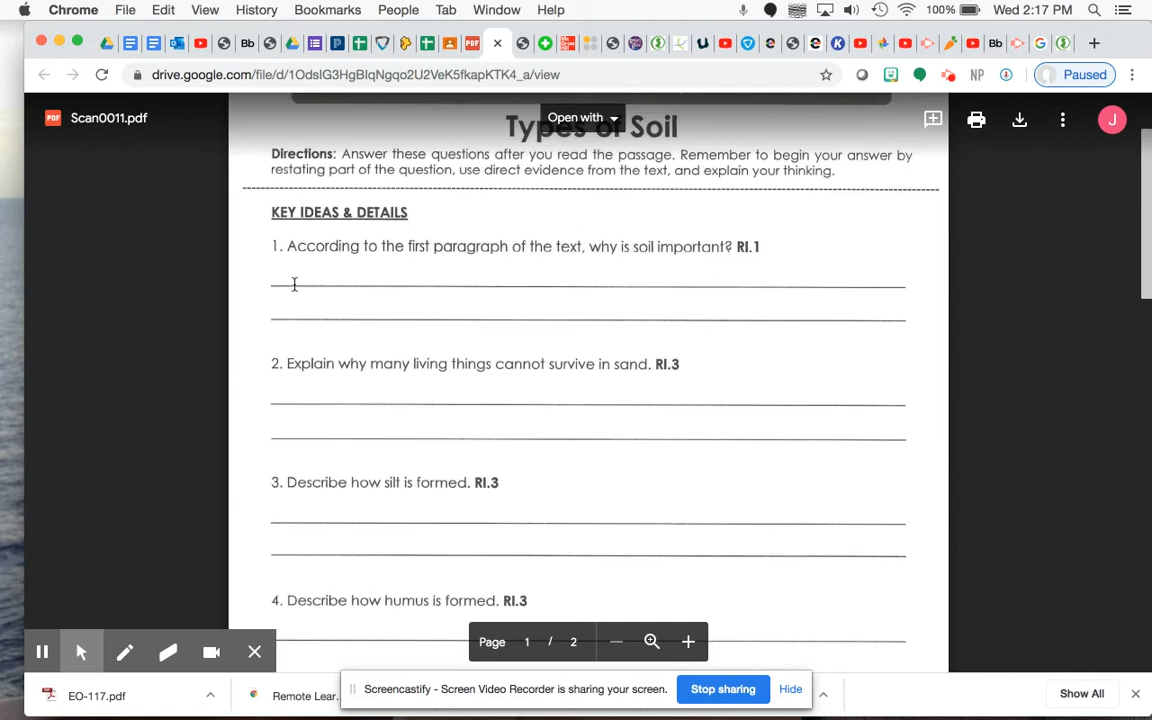 Chrome File Edit View History Bookmarks People Tab Window Help 100% Wed 2:17 PM
drive.google.com/file/d/1OdsIG3HgBIqNgqo2U2VeK5fkapKTK4_a/view NP Paused
Scan0011.pdf Open with J
Types of Soil
Directions: Answer these questions after you read the passage. Remember to begin your answer by
restating part of the question, use direct evidence from the text, and explain your thinking.
KEY IDEAS & DETAILS
1. According to the first paragraph of the text, why is soil important? RI.1
2. Explain why many living things cannot survive in sand. RI.3
3. Describe how silt is formed. RI.3
4. Describe how humus is formed. RI.3
Page 1 / 2
EO-117.pdf Remote Lear... Screencastify - Screen Video Recorder is sharing your screen. Stop sharing Hide Show All